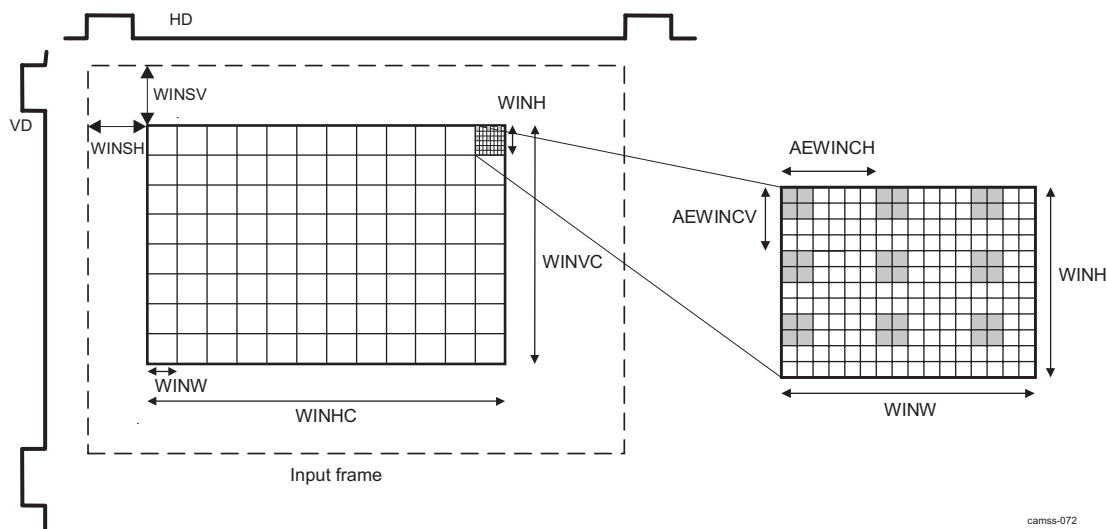 HD
WINSV
WINH
VD
WINSH
AEWINCH
AEWINCV
WINVC
WINH
WINW
WINHC
WINW
Input frame
camss-072